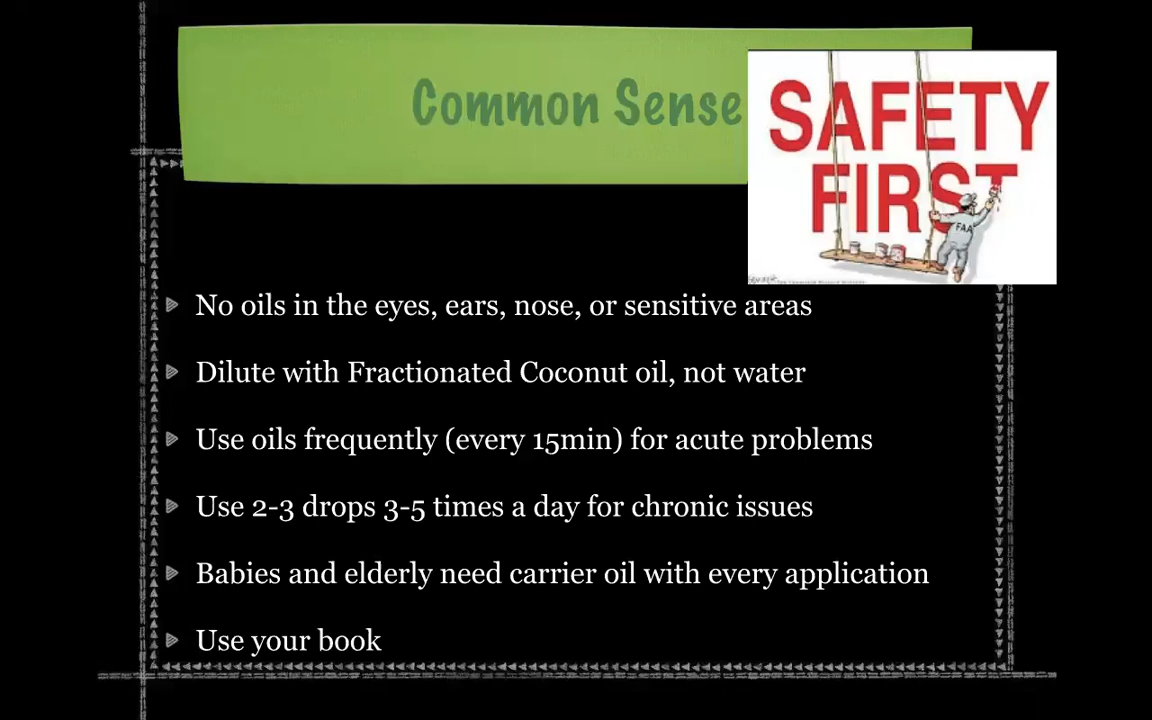 Common Sense
SAFETY
FIRST
FAA
No oils in the eyes, ears, nose, or sensitive areas
Dilute with Fractionated Coconut oil, not water
Use oils frequently (every 15min) for acute problems
Use 2-3 drops 3-5 times a day for chronic issues
Babies and elderly need carrier oil with every application
Use your book